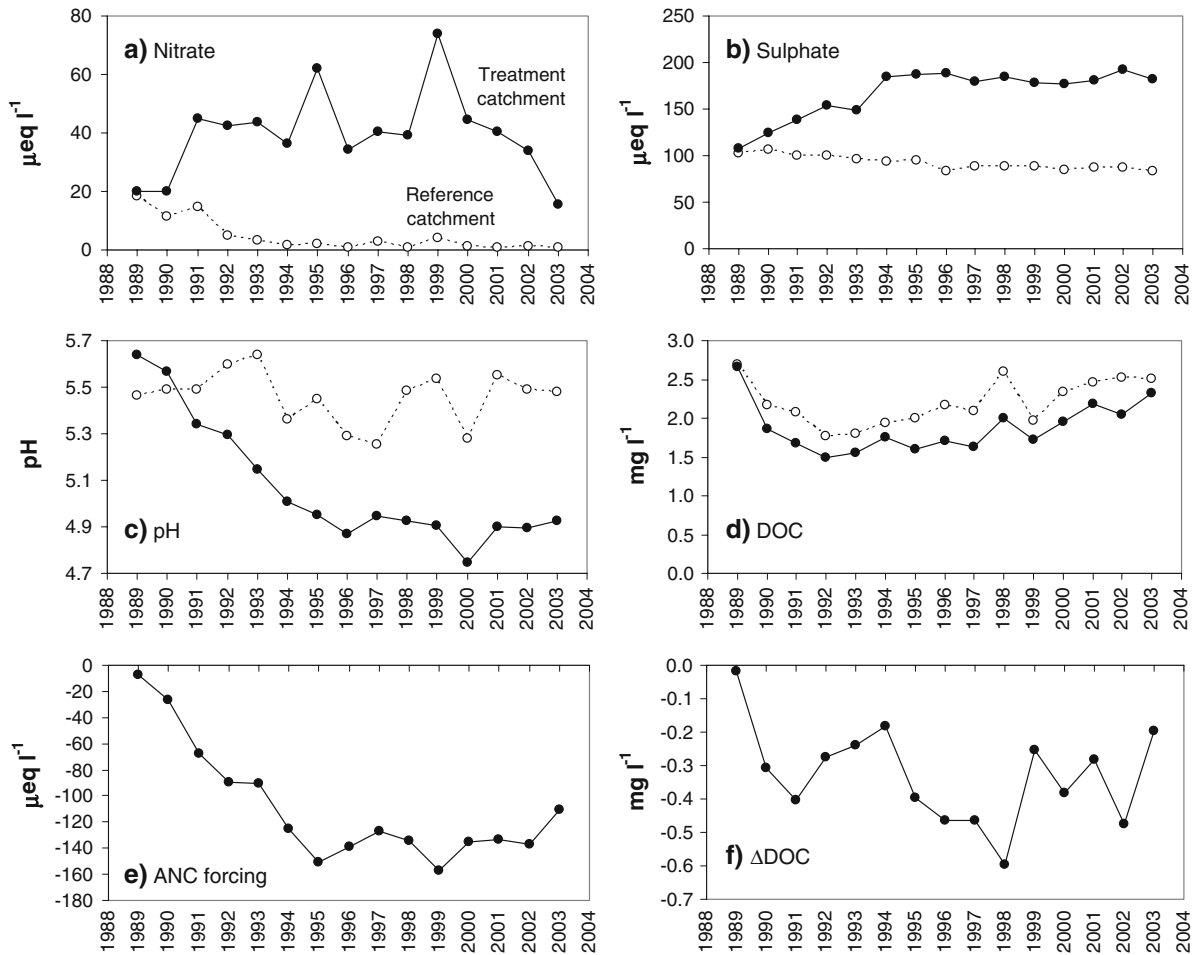 a) Nitrate
Treatment
catchment
Reference
catchment
µeq l⁻¹
80
60
40
20
0
1988 1989 1990 1991 1992 1993 1994 1995 1996 1997 1998 1999 2000 2001 2002 2003 2004
b) Sulphate
µeq l⁻¹
250
200
150
100
50
0
1988 1989 1990 1991 1992 1993 1994 1995 1996 1997 1998 1999 2000 2001 2002 2003 2004
c) pH
pH
5.7
5.5
5.3
5.1
4.9
4.7
1988 1989 1990 1991 1992 1993 1994 1995 1996 1997 1998 1999 2000 2001 2002 2003 2004
d) DOC
mg l⁻¹
3.0
2.5
2.0
1.5
1.0
0.5
0.0
1988 1989 1990 1991 1992 1993 1994 1995 1996 1997 1998 1999 2000 2001 2002 2003 2004
e) ANC forcing
µeq l⁻¹
0
-20
-40
-60
-80
-100
-120
-140
-160
-180
1988 1989 1990 1991 1992 1993 1994 1995 1996 1997 1998 1999 2000 2001 2002 2003 2004
f) ΔDOC
mg l⁻¹
0.0
-0.1
-0.2
-0.3
-0.4
-0.5
-0.6
-0.7
1988 1989 1990 1991 1992 1993 1994 1995 1996 1997 1998 1999 2000 2001 2002 2003 2004